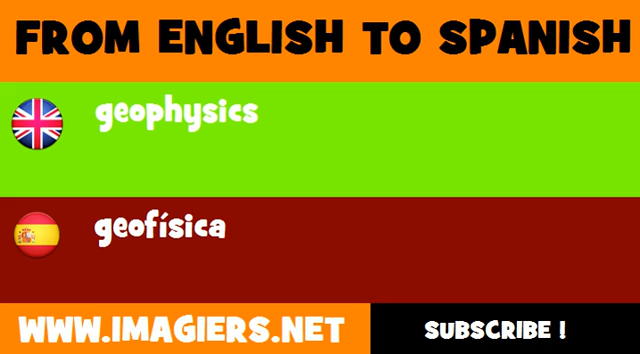 FROM ENGLISH TO SPANISH
geophysics
geofísica
WWW.IMAGIERS.NET
SUBSCRIBE !